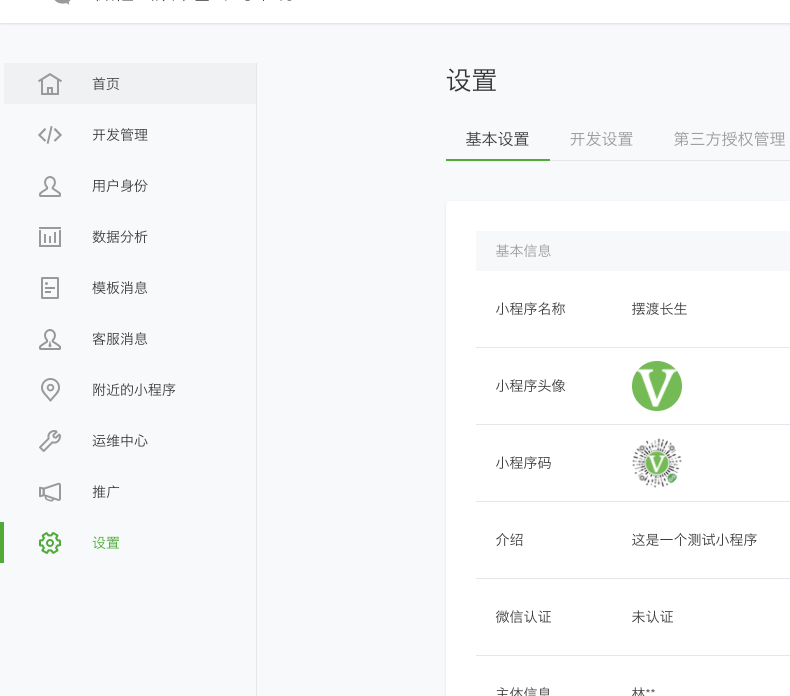 首页
开发管理
用户身份
数据分析
模板消息
客服消息
附近的小程序
运维中心
推广
设置
设置
基本设置 开发设置 第三方授权管理
基本信息
小程序名称 摆渡长生
小程序头像 V
小程序码 V
介绍 这是一个测试小程序
微信认证 未认证
主体信息 林**